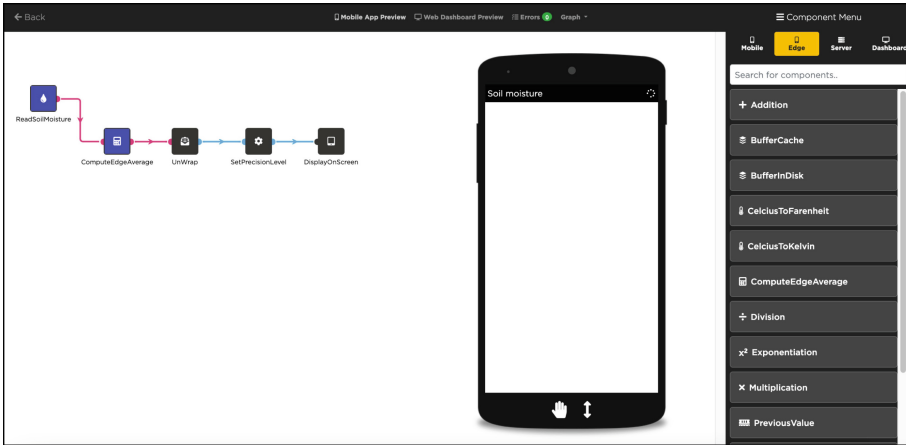 Back
Mobile App Preview Web Dashboard Preview Errors 0 Graph
Component Menu
Mobile Edge Server Dashboard
Search for components..
Addition
BufferCache
BufferInDisk
CelciusToFarenheit
CelciusToKelvin
ComputeEdgeAverage
Division
x² Exponentiation
Multiplication
PreviousValue
ReadSoilMoisture
ComputeEdgeAverage UnWrap SetPrecisionLevel DisplayOnScreen
Soil moisture